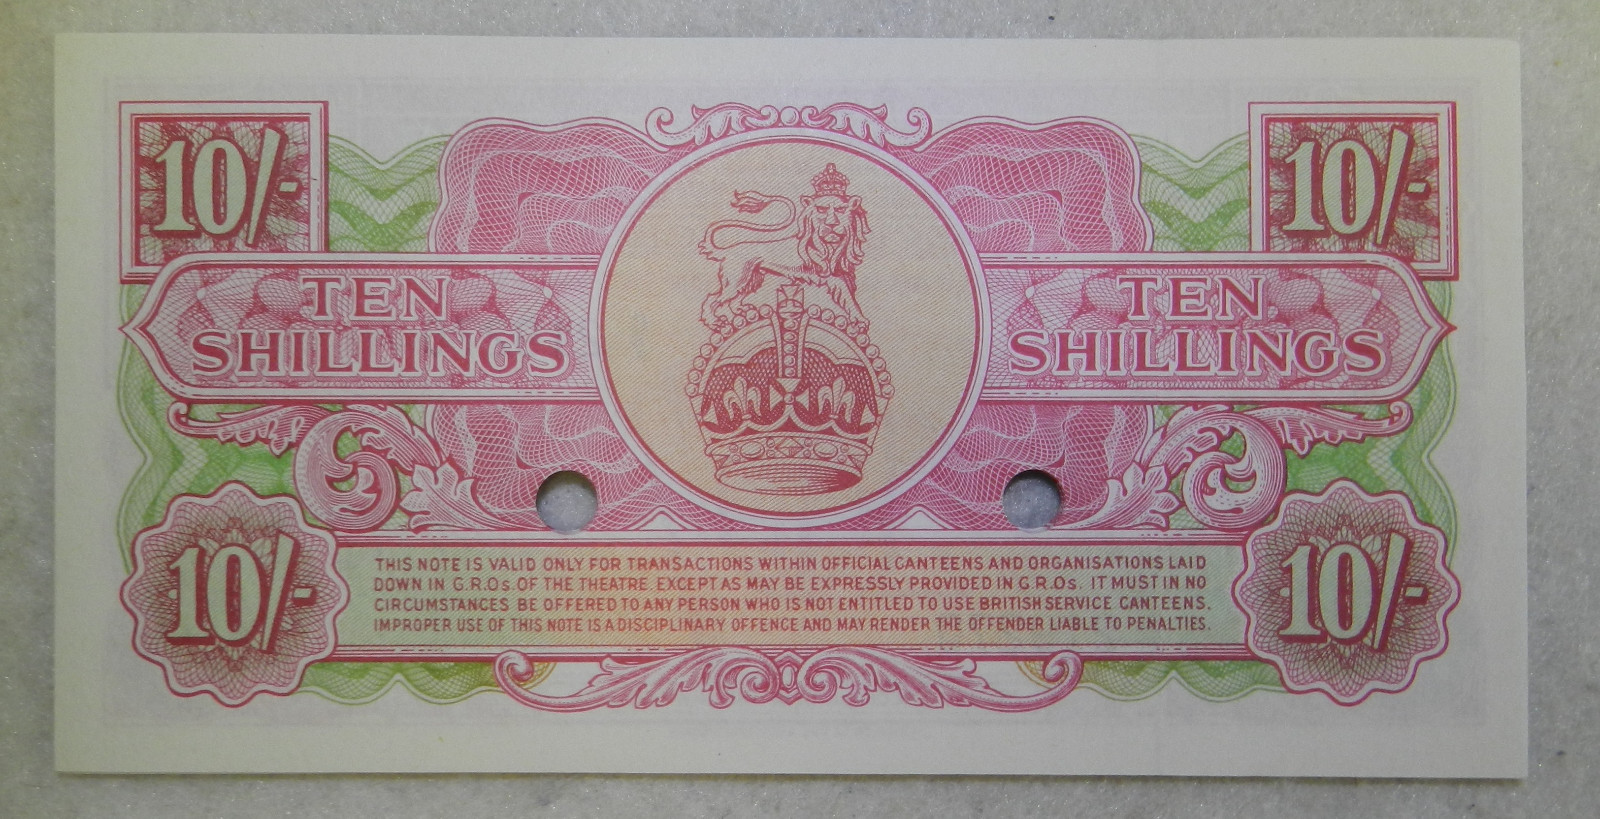 10/- 10/-
TEN TEN
SHILLINGS SHILLINGS
THIS NOTE IS VALID ONLY FOR TRANSACTIONS WITHIN OFFICIAL CANTEENS AND ORGANISATIONS LAID
DOWN IN G.R.Os. OF THE THEATRE EXCEPT AS MAY BE EXPRESSLY PROVIDED IN G.R.Os. IT MUST IN NO
CIRCUMSTANCES BE OFFERED TO ANY PERSON WHO IS NOT ENTITLED TO USE BRITISH SERVICE CANTEENS.
IMPROPER USE OF THIS NOTE IS A DISCIPLINARY OFFENCE AND MAY RENDER THE OFFENDER LIABLE TO PENALTIES.
10/- 10/-